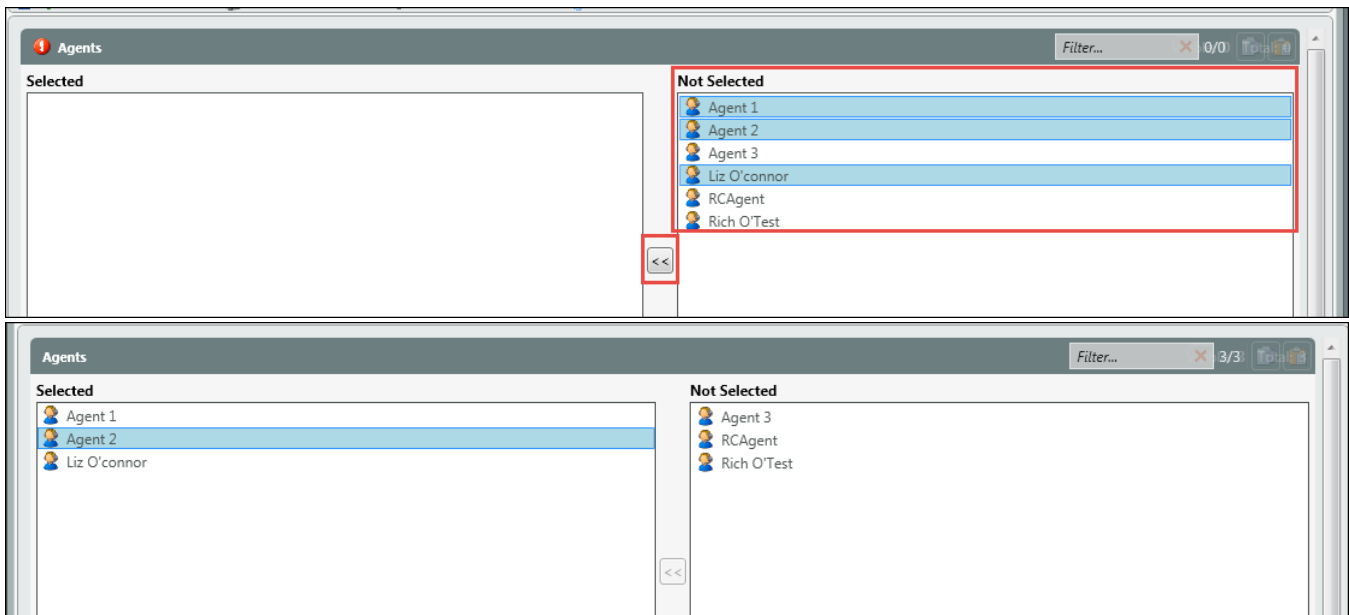 Agents
Filter... 0/0
Selected
Not Selected
Agent 1
Agent 2
Agent 3
Liz O'connor
RCAgent
Rich O'Test
<<
Agents
Filter... 3/3
Selected
Not Selected
Agent 1
Agent 2
Liz O'connor
Agent 3
RCAgent
Rich O'Test
<<